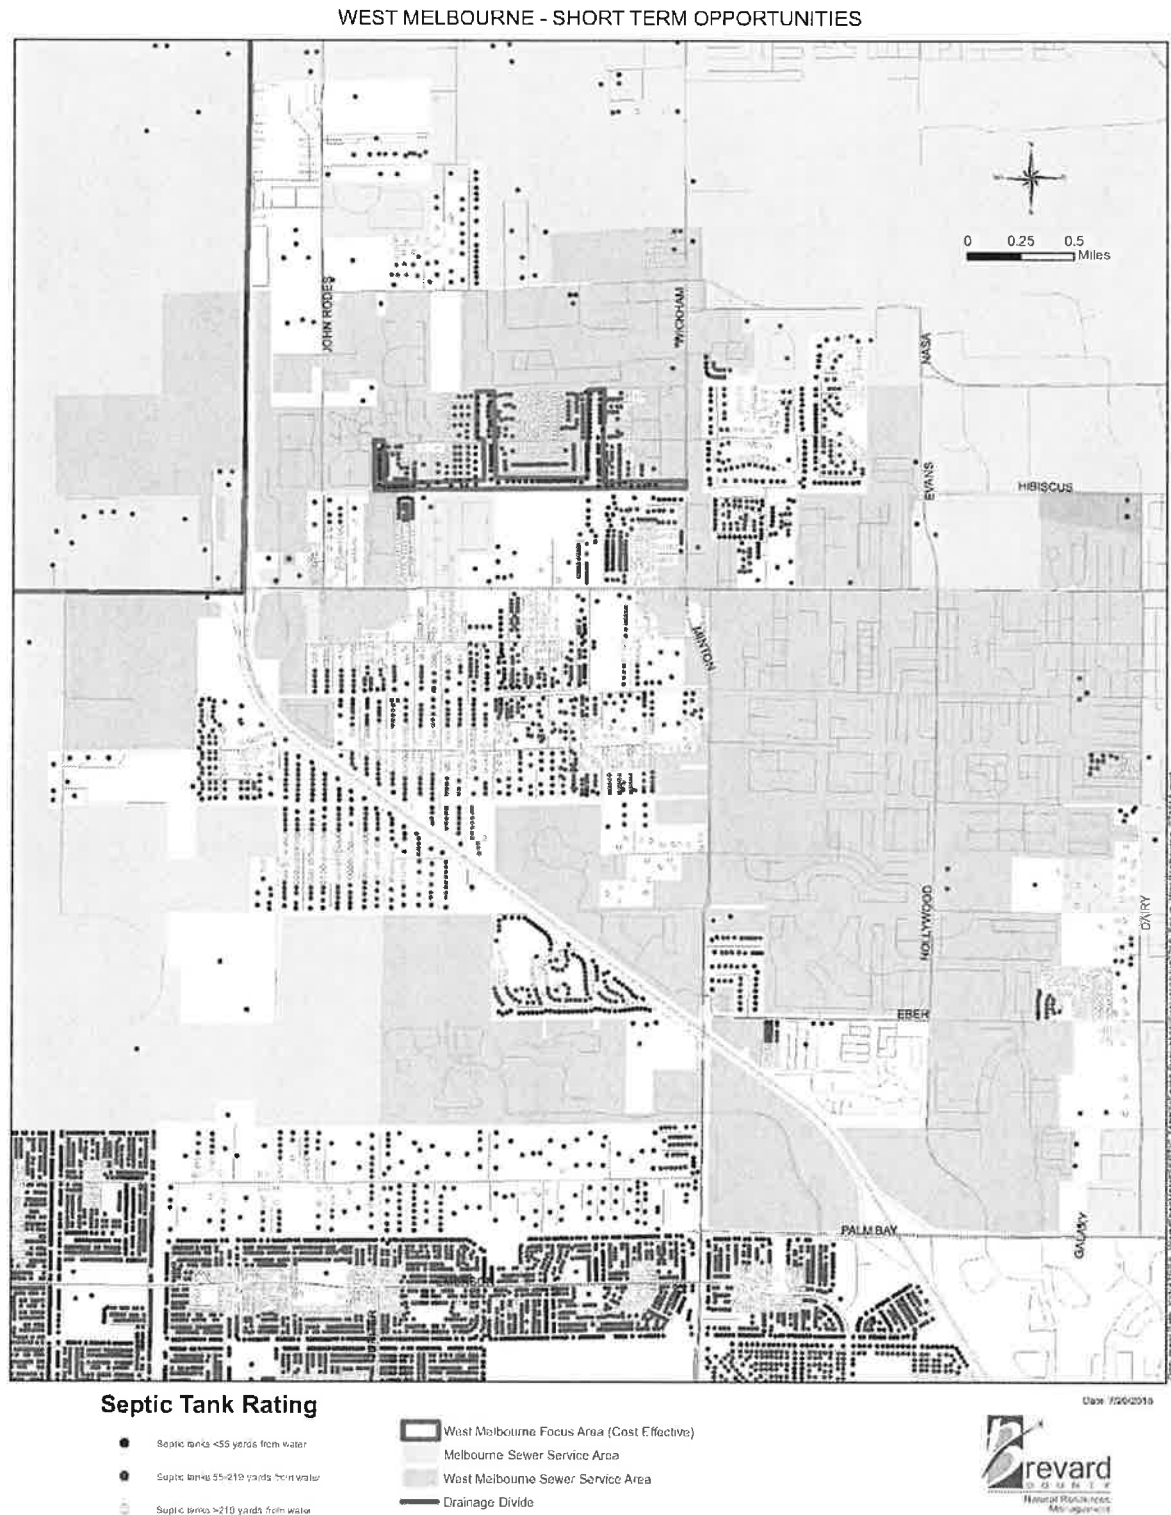 WEST MELBOURNE - SHORT TERM OPPORTUNITIES
0 0.25 0.5
Miles
JOHN RODES
WICKHAM
NASA
EVANS
HIBISCUS
MINTON
HOLLYWOOD
DAIRY
EBER
PALM BAY
GALAXY
Septic Tank Rating
Septic tanks <55 yards from water
Septic tanks 55-219 yards from water
Septic tanks >219 yards from water
West Melbourne Focus Area (Cost Effective)
Melbourne Sewer Service Area
West Melbourne Sewer Service Area
Drainage Divide
Brevard
COUNTY
Natural Resources
Management